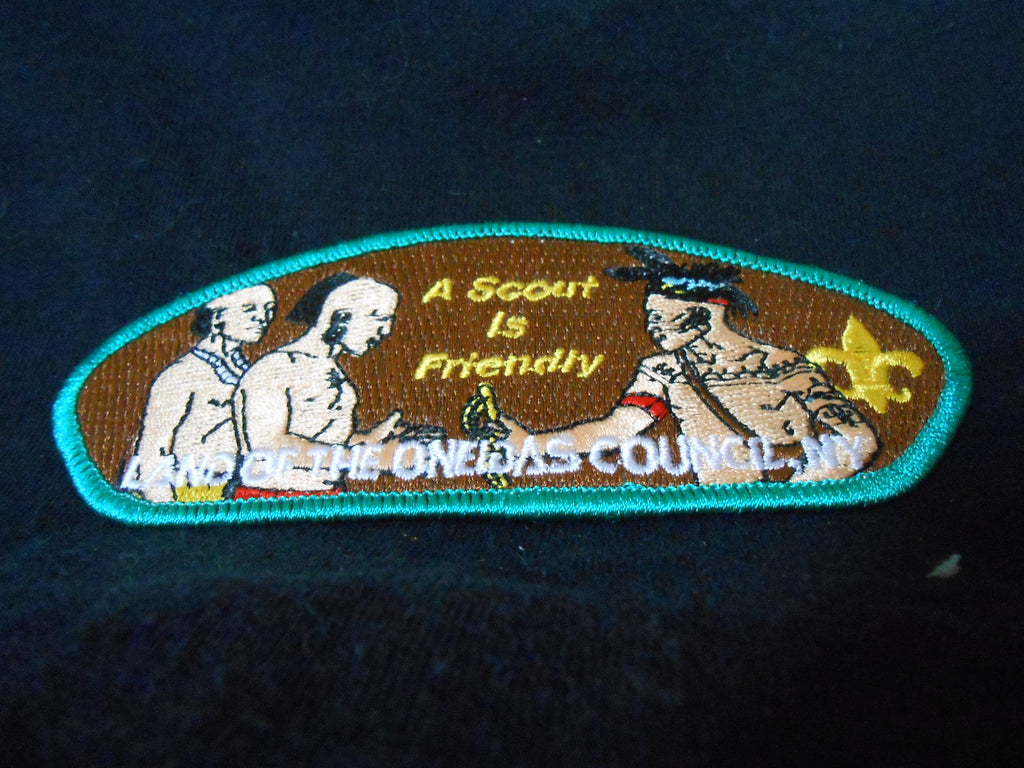 A Scout
Is
Friendly
LAND OF THE ONEIDAS COUNCIL, NY